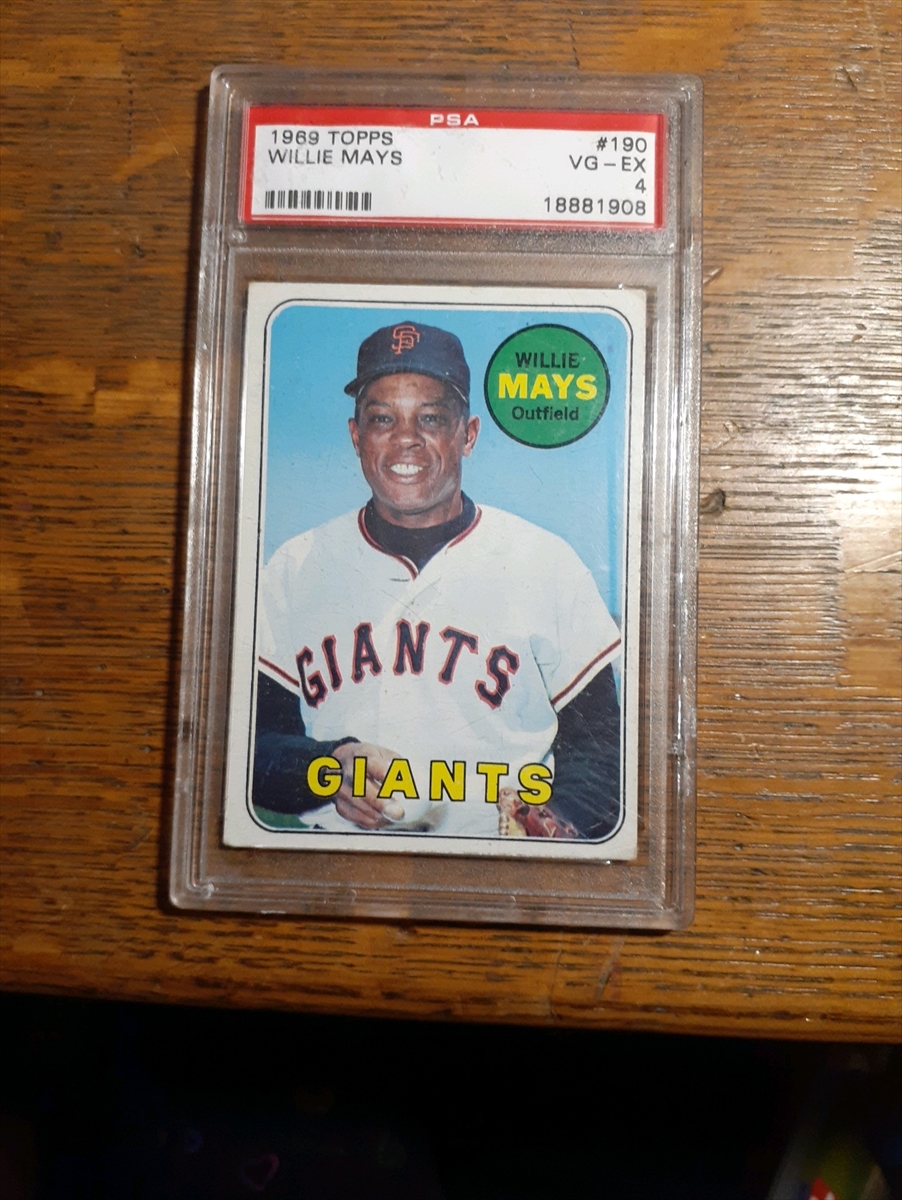 PSA
1969 TOPPS #190
WILLIE MAYS VG-EX
4
18881908
SF
WILLIE
MAYS
Outfield
GIANTS
GIANTS